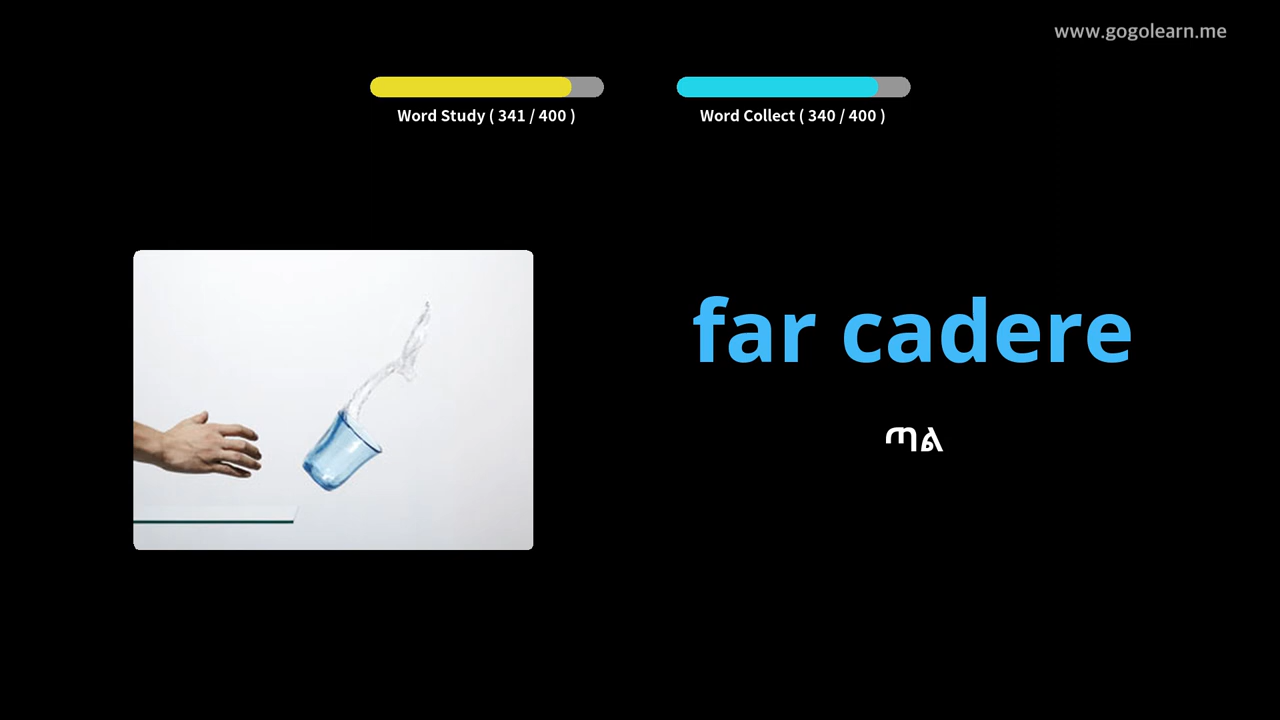 www.gogolearn.me
Word Study ( 341 / 400 )
Word Collect ( 340 / 400 )
far cadere
ጣል